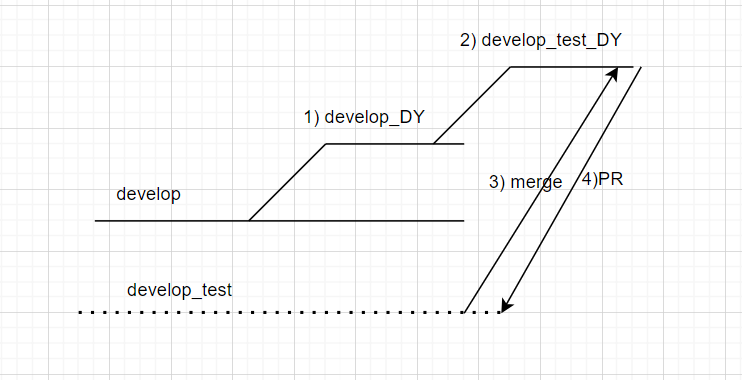 2) develop_test_DY
1) develop_DY
3) merge
4)PR
develop
develop_test